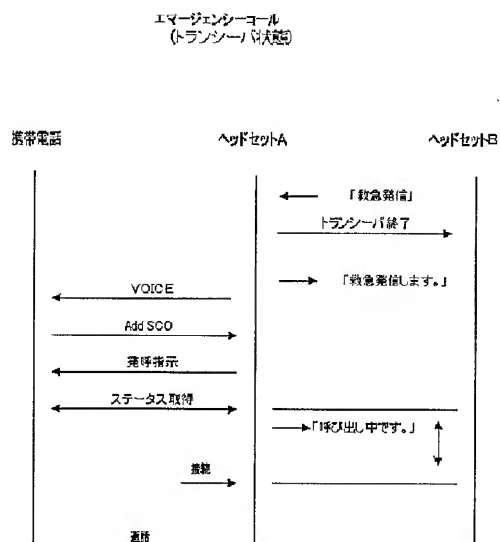 エマージェンシーコール
(トランシーバ状態)
携帯電話
ヘッドセットA
ヘッドセットB
「救急発信」
トランシーバ終了
「救急発信します。」
VOICE
Add SCO
発呼指示
ステータス取得
「呼び出し中です。」
接続
通話